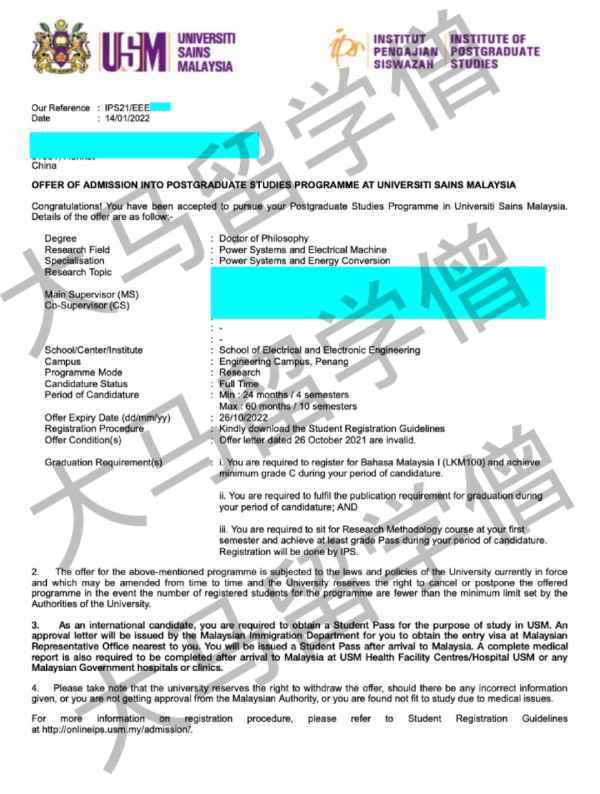 USM
UNIVERSITI
SAINS
MALAYSIA
ips
INSTITUT
PENGAJIAN
SISWAZAH
INSTITUTE OF
POSTGRADUATE
STUDIES
Our Reference : IPS21/EEE
Date : 14/01/2022
China
OFFER OF ADMISSION INTO POSTGRADUATE STUDIES PROGRAMME AT UNIVERSITI SAINS MALAYSIA
Congratulations! You have been accepted to pursue your Postgraduate Studies Programme in Universiti Sains Malaysia.
Details of the offer are as follow:-
Degree : Doctor of Philosophy
Research Field : Power Systems and Electrical Machine
Specialisation : Power Systems and Energy Conversion
Research Topic
Main Supervisor (MS)
Co-Supervisor (CS)
: -
: -
School/Center/Institute : School of Electrical and Electronic Engineering
Campus : Engineering Campus, Penang
Programme Mode : Research
Candidature Status : Full Time
Period of Candidature : Min : 24 months / 4 semesters
Max : 60 months / 10 semesters
Offer Expiry Date (dd/mm/yy) : 26/10/2022
Registration Procedure : Kindly download the Student Registration Guidelines
Offer Condition(s) : Offer letter dated 26 October 2021 are invalid.
Graduation Requirement(s) : i. You are required to register for Bahasa Malaysia I (LKM100) and achieve
minimum grade C during your period of candidature.
ii. You are required to fulfil the publication requirement for graduation during
your period of candidature; AND
iii. You are required to sit for Research Methodology course at your first
semester and achieve at least grade Pass during your period of candidature.
Registration will be done by IPS.
2. The offer for the above-mentioned programme is subjected to the laws and policies of the University currently in force
and which may be amended from time to time and the University reserves the right to cancel or postpone the offered
programme in the event the number of registered students for the programme are fewer than the minimum limit set by the
Authorities of the University.
3. As an international candidate, you are required to obtain a Student Pass for the purpose of study in USM. An
approval letter will be issued by the Malaysian Immigration Department for you to obtain the entry visa at Malaysian
Representative Office nearest to you. You will be issued a Student Pass after arrival to Malaysia. A complete medical
report is also required to be completed after arrival to Malaysia at USM Health Facility Centres/Hospital USM or any
Malaysian Government hospitals or clinics.
4. Please take note that the university reserves the right to withdraw the offer, should there be any incorrect information
given, or you are not getting approval from the Malaysian Authority, or you are found not fit to study due to medical issues.
For more information on registration procedure, please refer to Student Registration Guidelines
at http://onlineips.usm.my/admission/.
大马留学僧
大马留学僧
大马留学僧